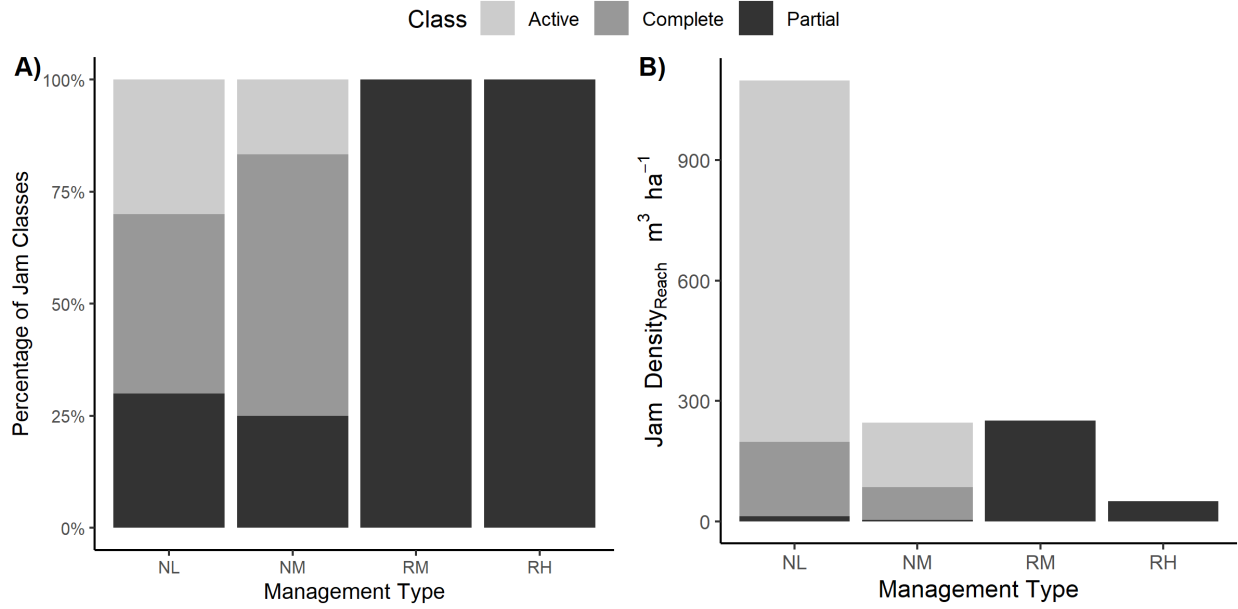 Class Active Complete Partial
A)
100%
75%
50%
25%
0%
Percentage of Jam Classes
NL NM RM RH
Management Type
B)
900
600
300
0
Jam Density_Reach m³ ha⁻¹
NL NM RM RH
Management Type